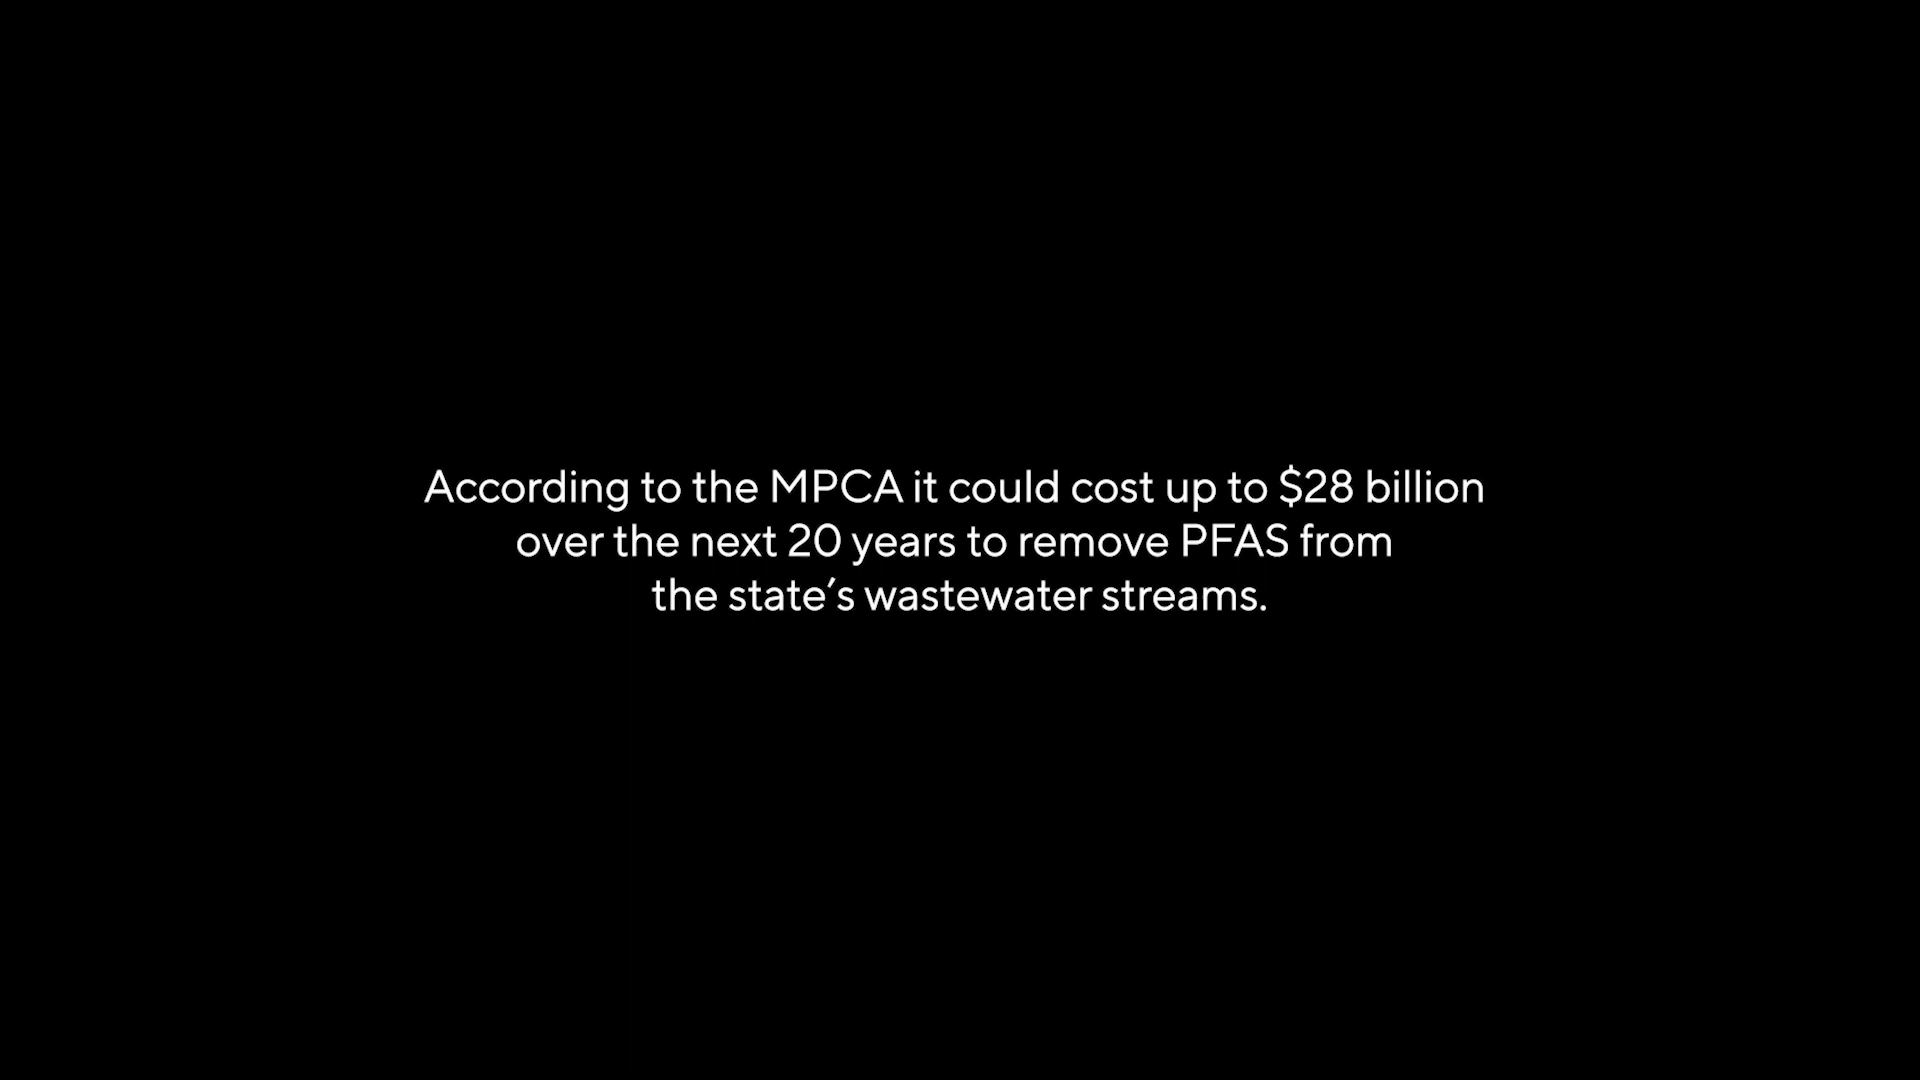 According to the MPCA it could cost up to $28 billion
over the next 20 years to remove PFAS from
the state’s wastewater streams.